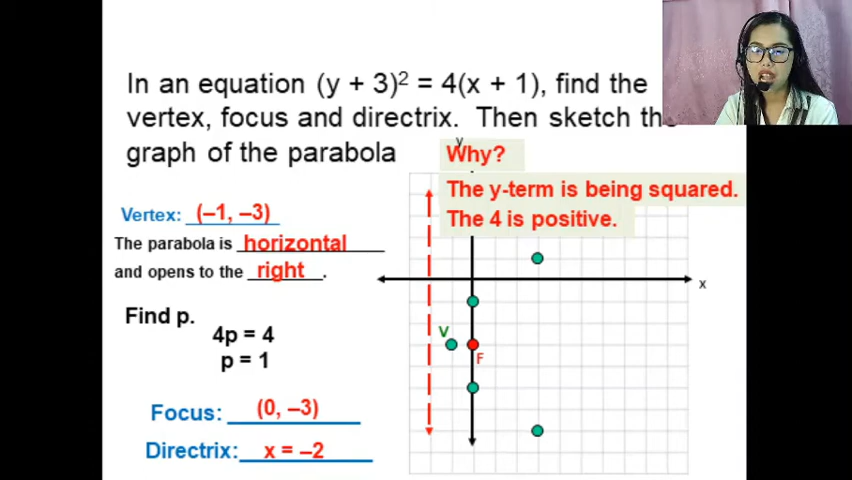 In an equation (y + 3)² = 4(x + 1), find the
vertex, focus and directrix. Then sketch the
graph of the parabola
y
Why?
The y-term is being squared.
The 4 is positive.
Vertex: (–1, –3)
The parabola is horizontal
and opens to the right.
x
Find p.
4p = 4
p = 1
V
F
Focus: (0, –3)
Directrix: x = –2